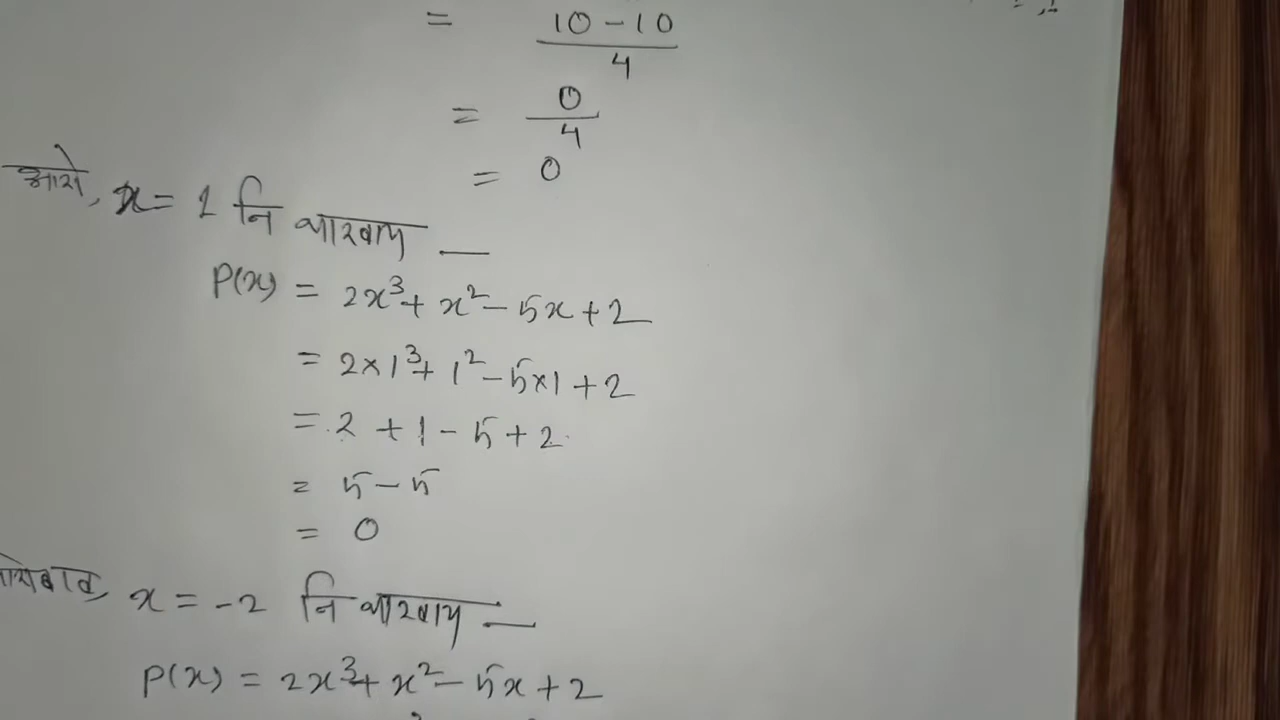 = 10 - 10 / 4
= 0 / 4
= 0
आरो, x = 1 नि थाखाय —
P(x) = 2x³ + x² - 5x + 2
= 2×1³ + 1² - 5×1 + 2
= 2 + 1 - 5 + 2
= 5 - 5
= 0
x = -2 नि थाखाय —
P(x) = 2x³ + x² - 5x + 2